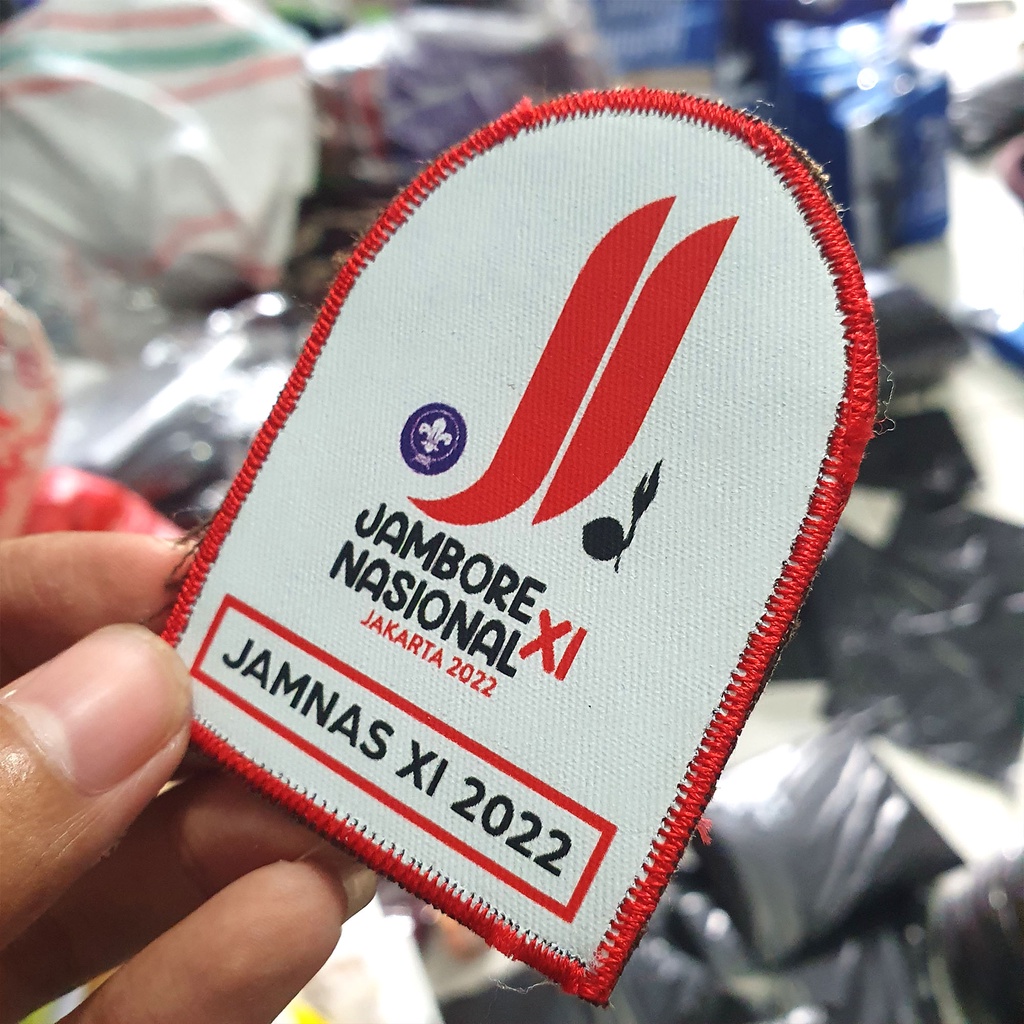 JAMBORE
NASIONAL XI
JAKARTA 2022
JAMNAS XI 2022